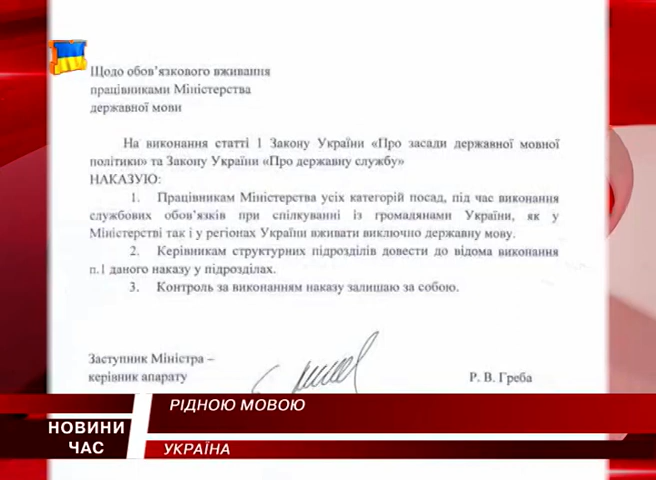 Щодо обов’язкового вживання
працівниками Міністерства
державної мови
На виконання статті 1 Закону України «Про засади державної мовної
політики» та Закону України «Про державну службу»
НАКАЗУЮ:
1. Працівникам Міністерства усіх категорій посад, під час виконання
службових обов’язків при спілкуванні із громадянами України, як у
Міністерстві так і у регіонах України вживати виключно державну мову.
2. Керівникам структурних підрозділів довести до відома виконання
п.1 даного наказу у підрозділах.
3. Контроль за виконанням наказу залишаю за собою.
Заступник Міністра –
керівник апарату Р. В. Греба
РІДНОЮ МОВОЮ
НОВИНИ
ЧАС
УКРАЇНА